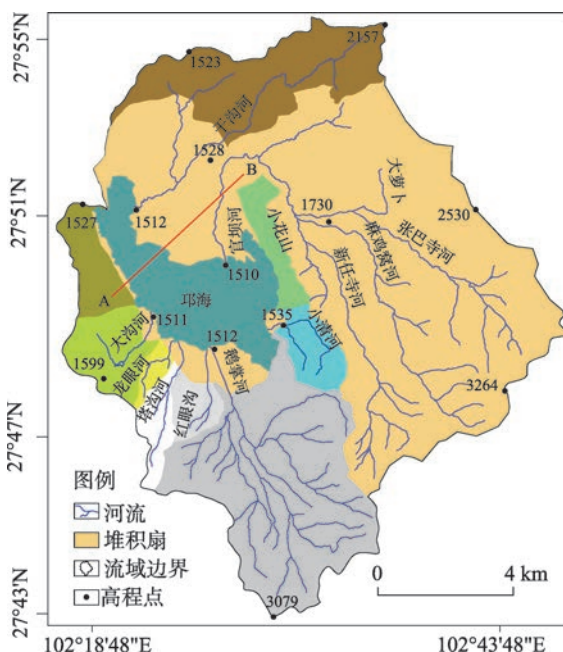 27°55'N
27°51'N
27°47'N
27°43'N
2157
1523
干沟河
1528
B
大萝卜
1527
1512
官坝河
小花山
1730
麻鸡窝河
张巴寺河
2530
新任寺河
1510
A
邛海
1511
1535
小清河
大沟河
1512
鹅掌河
1599
龙眼河
塔沟河
红眼沟
3264
图例
河流
堆积扇
流域边界
高程点
0 4 km
3079
102°18'48"E
102°43'48"E